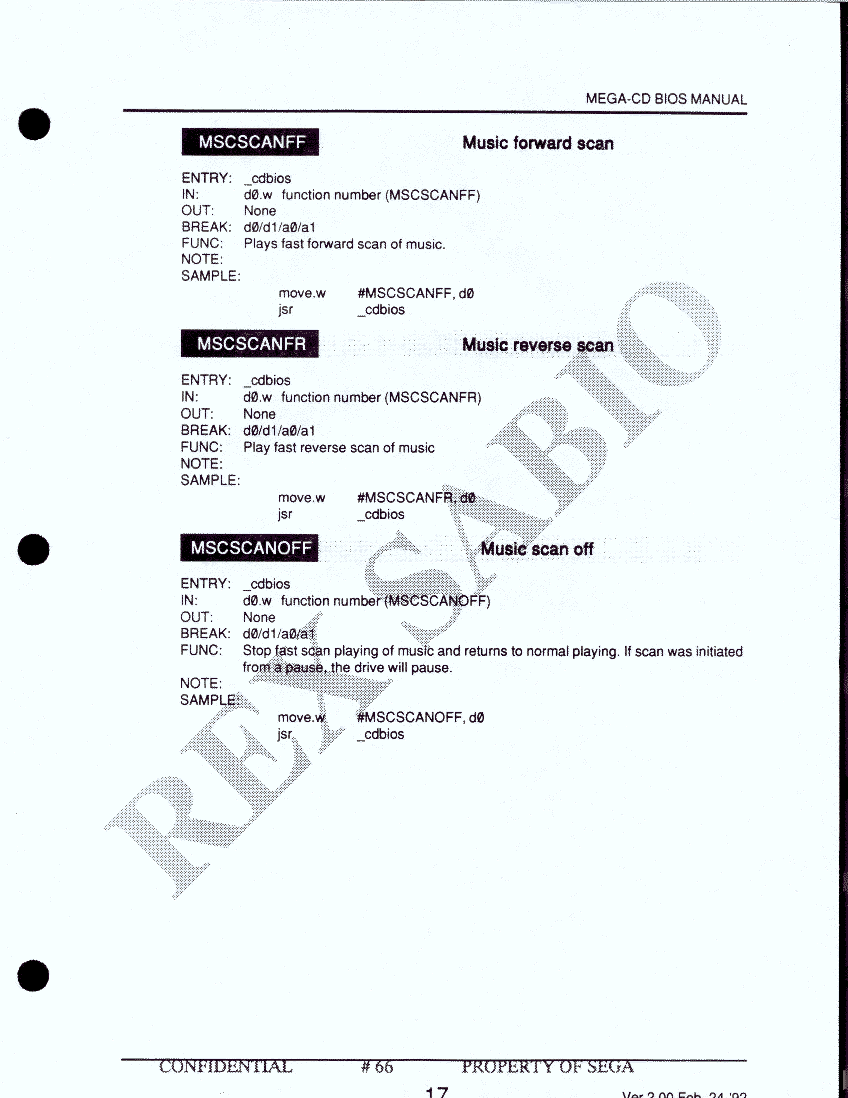 MEGA-CD BIOS MANUAL
MSCSCANFF Music forward scan
ENTRY: _cdbios
IN: d0.w function number (MSCSCANFF)
OUT: None
BREAK: d0/d1/a0/a1
FUNC: Plays fast forward scan of music.
NOTE:
SAMPLE:
move.w #MSCSCANFF, d0
jsr _cdbios
MSCSCANFR Music reverse scan
ENTRY: _cdbios
IN: d0.w function number (MSCSCANFR)
OUT: None
BREAK: d0/d1/a0/a1
FUNC: Play fast reverse scan of music
NOTE:
SAMPLE:
move.w #MSCSCANFR, d0
jsr _cdbios
MSCSCANOFF Music scan off
ENTRY: _cdbios
IN: d0.w function number (MSCSCANOFF)
OUT: None
BREAK: d0/d1/a0/a1
FUNC: Stop fast scan playing of music and returns to normal playing. If scan was initiated
from a pause, the drive will pause.
NOTE:
SAMPLE:
move.w #MSCSCANOFF, d0
jsr _cdbios
REX SABIO
CONFIDENTIAL # 66 PROPERTY OF SEGA
17 Ver 2.00 Feb. 24 '92